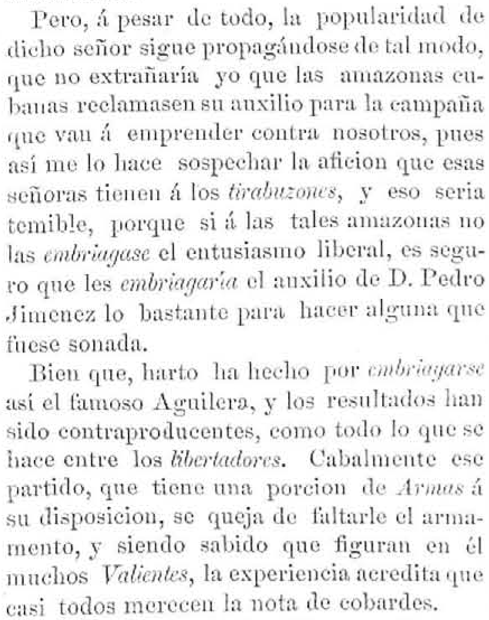 Pero, á pesar de todo, la popularidad de
dicho señor sigue propagándose de tal modo,
que no extrañaría yo que las amazonas cu-
banas reclamasen su auxilio para la campaña
que van á emprender contra nosotros, pues
así me lo hace sospechar la aficion que esas
señoras tienen á los tirabuzones, y eso seria
temible, porque si á las tales amazonas no
las embriagase el entusiasmo liberal, es segu-
ro que les embriagaría el auxilio de D. Pedro
Jimenez lo bastante para hacer alguna que
fuese sonada.
Bien que, harto ha hecho por embriagarse
así el famoso Aguilera, y los resultados han
sido contraproducentes, como todo lo que se
hace entre los libertadores. Cabalmente ese
partido, que tiene una porcion de Armas á
su disposicion, se queja de faltarle el arma-
mento, y siendo sabido que figuran en él
muchos Valientes, la experiencia acredita que
casi todos merecen la nota de cobardes.